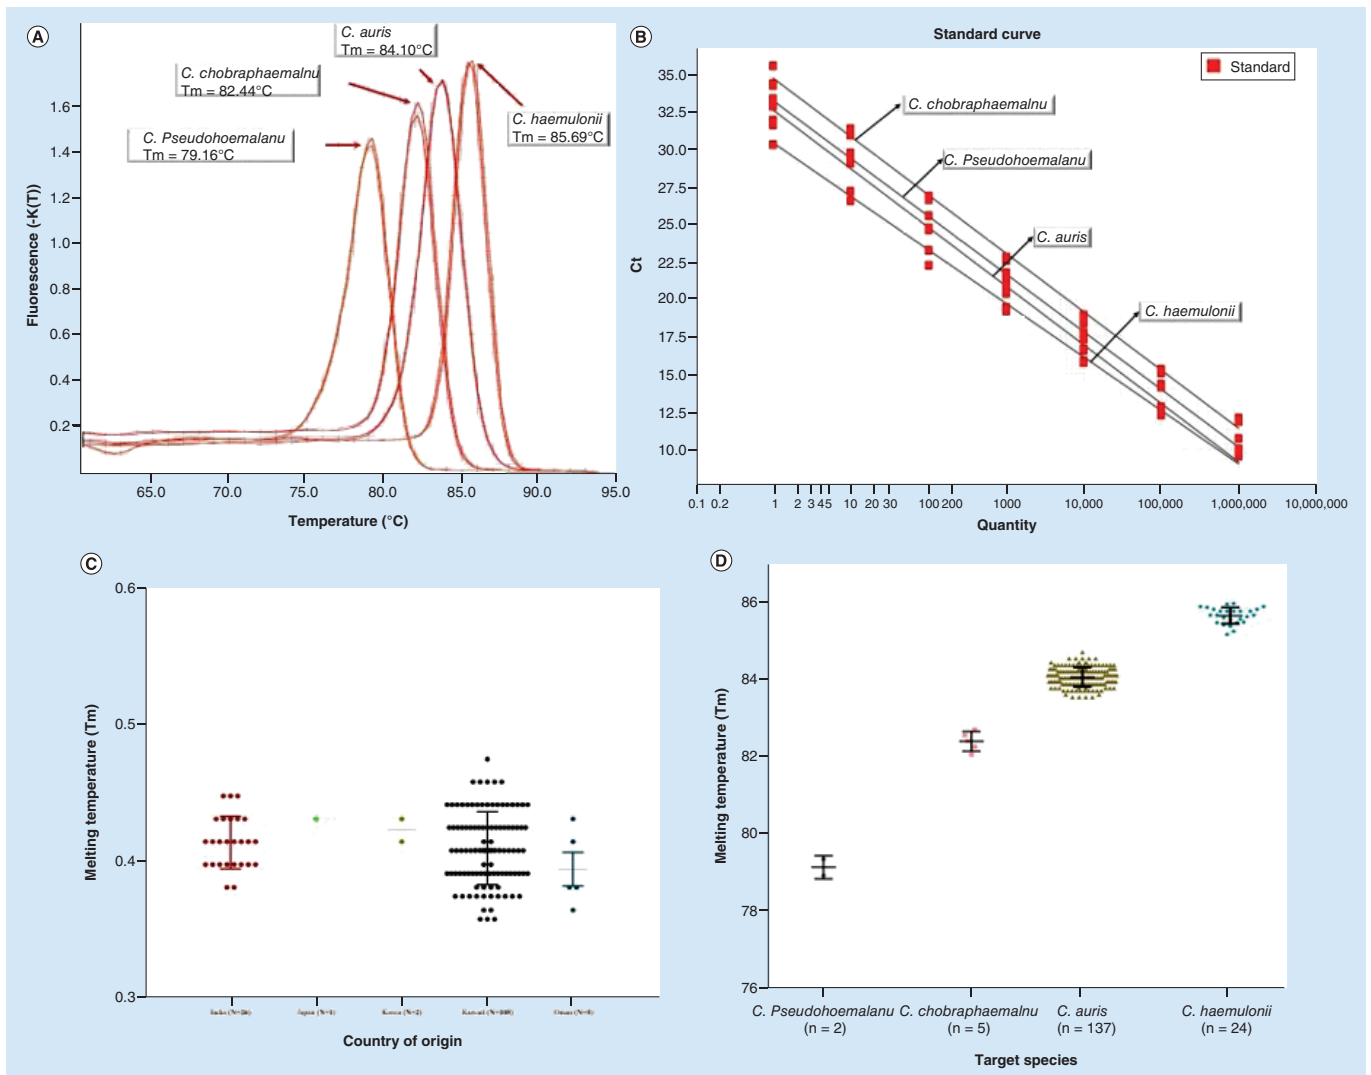 A
C. auris
Tm = 84.10°C
C. chobraphaemalnu
Tm = 82.44°C
C. Pseudohoemalanu
Tm = 79.16°C
C. haemulonii
Tm = 85.69°C
Fluorescence (-K(T))
1.6
1.4
1.2
1.0
0.8
0.6
0.4
0.2
65.0 70.0 75.0 80.0 85.0 90.0 95.0
Temperature (°C)
B
Standard curve
Standard
C. chobraphaemalnu
C. Pseudohoemalanu
C. auris
C. haemulonii
Ct
35.0
32.5
30.0
27.5
25.0
22.5
20.0
17.5
15.0
12.5
10.0
0.1 0.2 1 2 3 4 5 10 20 30 100 200 1000 10,000 100,000 1,000,000 10,000,000
Quantity
C
Melting temperature (Tm)
0.6
0.5
0.4
0.3
Japan (N=1) Korea (N=2)
Country of origin
D
Melting temperature (Tm)
86
84
82
80
78
76
C. Pseudohoemalanu C. chobraphaemalnu C. auris C. haemulonii
(n = 2) (n = 5) (n = 137) (n = 24)
Target species